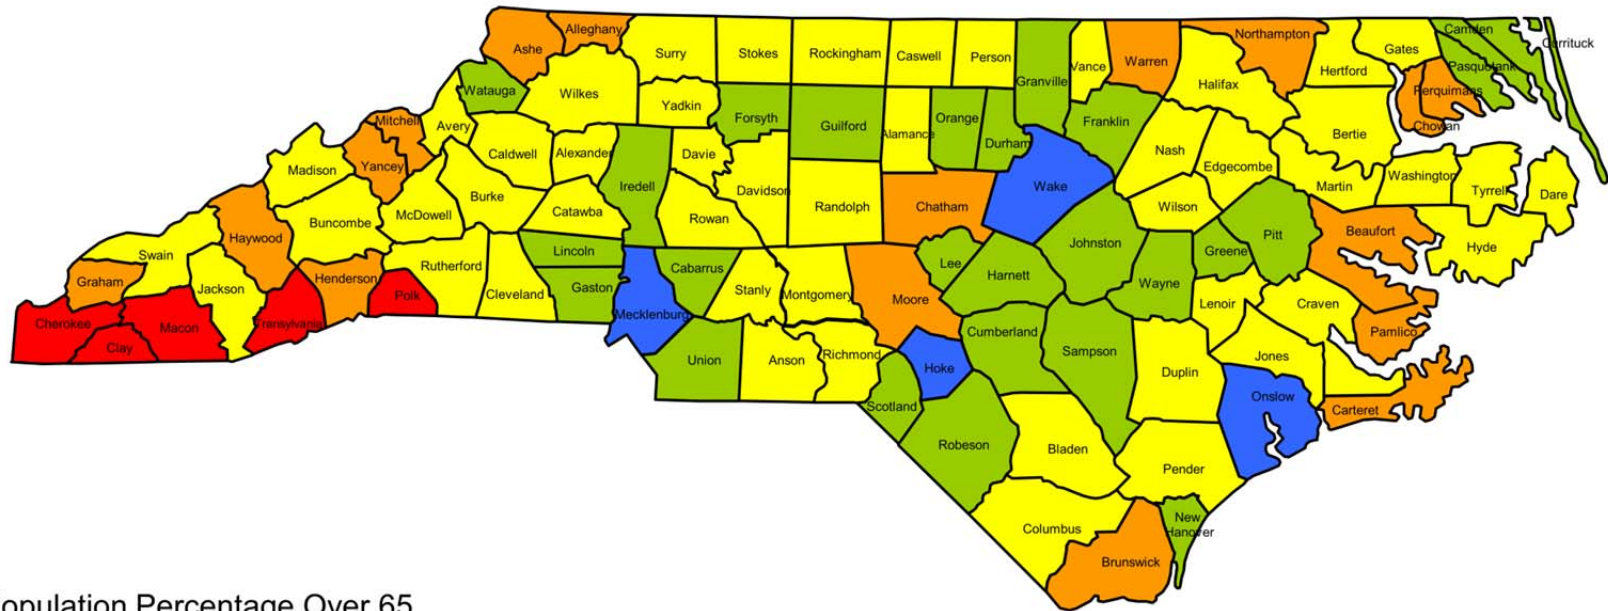 Ashe
Alleghany
Surry
Stokes
Rockingham
Caswell
Person
Granville
Vance
Warren
Northampton
Halifax
Hertford
Gates
Camden
Currituck
Pasquotank
Perquimans
Chowan
Bertie
Watauga
Wilkes
Yadkin
Forsyth
Guilford
Alamance
Orange
Durham
Franklin
Mitchell
Avery
Yancey
Madison
Caldwell
Alexander
Iredell
Davie
Davidson
Randolph
Chatham
Wake
Nash
Edgecombe
Martin
Washington
Tyrrell
Dare
Buncombe
McDowell
Burke
Catawba
Rowan
Wilson
Swain
Haywood
Graham
Jackson
Henderson
Rutherford
Polk
Cleveland
Lincoln
Gaston
Cabarrus
Stanly
Montgomery
Moore
Lee
Harnett
Johnston
Wayne
Greene
Pitt
Beaufort
Hyde
Cherokee
Macon
Clay
Transylvania
Mecklenburg
Union
Anson
Richmond
Hoke
Cumberland
Sampson
Lenoir
Craven
Pamlico
Jones
Duplin
Onslow
Carteret
Scotland
Robeson
Bladen
Pender
Columbus
New
Hanover
Brunswick
opulation Percentage Over 65